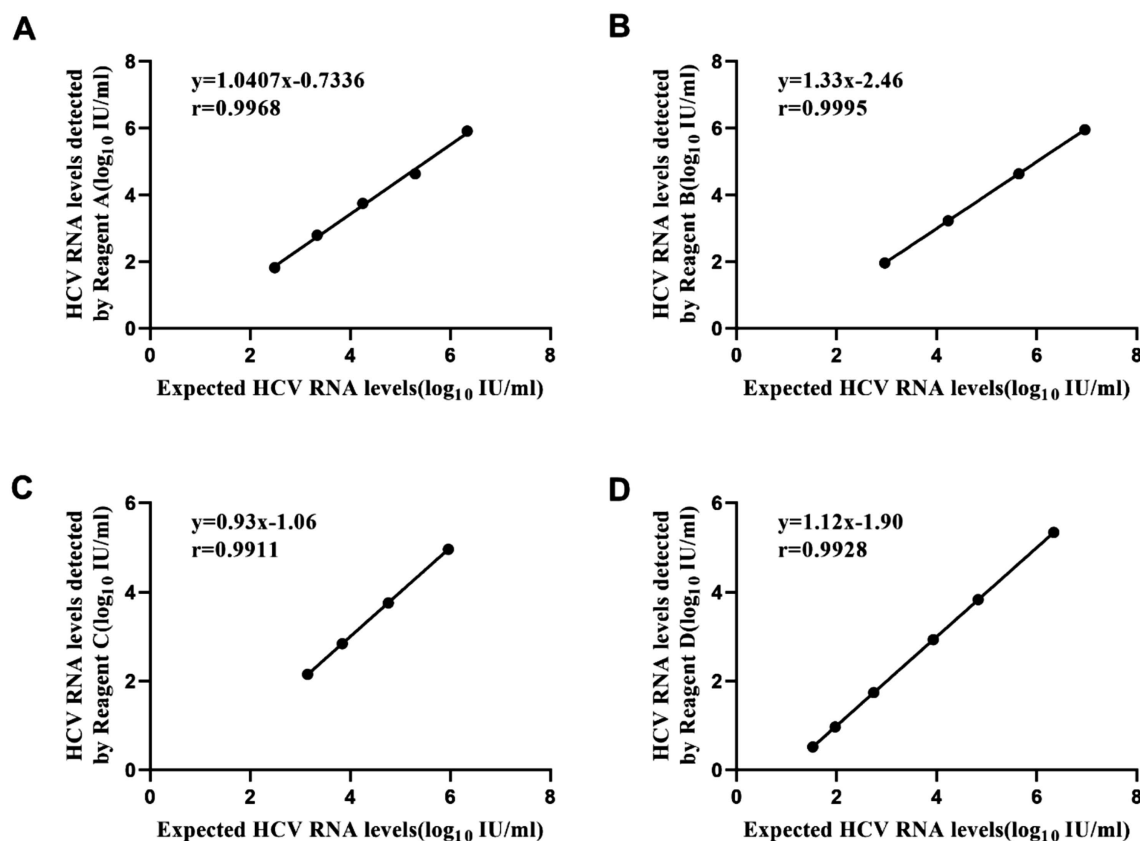 A
y=1.0407x-0.7336
r=0.9968
HCV RNA levels detected
by Reagent A(log10 IU/ml)
8
6
4
2
0
0 2 4 6 8
Expected HCV RNA levels(log10 IU/ml)
B
y=1.33x-2.46
r=0.9995
HCV RNA levels detected
by Reagent B(log10 IU/ml)
8
6
4
2
0
0 2 4 6 8
Expected HCV RNA levels(log10 IU/ml)
C
y=0.93x-1.06
r=0.9911
HCV RNA levels detected
by Reagent C(log10 IU/ml)
6
4
2
0
0 2 4 6 8
Expected HCV RNA levels(log10 IU/ml)
D
y=1.12x-1.90
r=0.9928
HCV RNA levels detected
by Reagent D(log10 IU/ml)
6
4
2
0
0 2 4 6 8
Expected HCV RNA levels(log10 IU/ml)